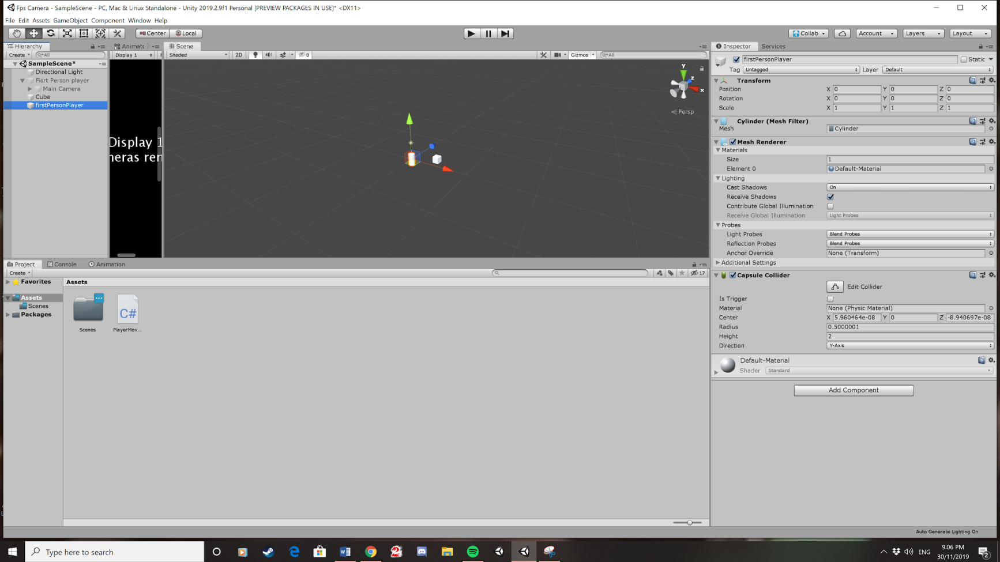 Fps Camera - SampleScene - PC, Mac & Linux Standalone - Unity 2019.2.9f1 Personal [PREVIEW PACKAGES IN USE]* <DX11>
File Edit Assets GameObject Component Window Help
Center Local
Collab Account Layers Layout
Hierarchy
Create All
SampleScene*
Directional Light
Fisrt Person player
Main Camera
Cube
firstPersonPlayer
Animato
Display 1
Display 1
neras ren
Scene
Shaded 2D 0 Gizmos All
y
z
x
Persp
Inspector Services
firstPersonPlayer Static
Tag Untagged Layer Default
Transform
Position X 0 Y 0 Z 0
Rotation X 0 Y 0 Z 0
Scale X 1 Y 1 Z 1
Cylinder (Mesh Filter)
Mesh Cylinder
Mesh Renderer
Materials
Size 1
Element 0 Default-Material
Lighting
Cast Shadows On
Receive Shadows
Contribute Global Illumination
Receive Global Illumination Light Probes
Probes
Light Probes Blend Probes
Reflection Probes Blend Probes
Anchor Override None (Transform)
Additional Settings
Capsule Collider
Edit Collider
Is Trigger
Material None (Physic Material)
Center X 5.960464e-08 Y 0 Z -8.940697e-08
Radius 0.5000001
Height 2
Direction Y-Axis
Default-Material
Shader Standard
Add Component
Project Console Animation
Create 17
Favorites
Assets
Scenes
Packages
Assets
C#
Scenes PlayerMov...
Auto Generate Lighting On
Type here to search
ENG
9:06 PM
30/11/2019
2